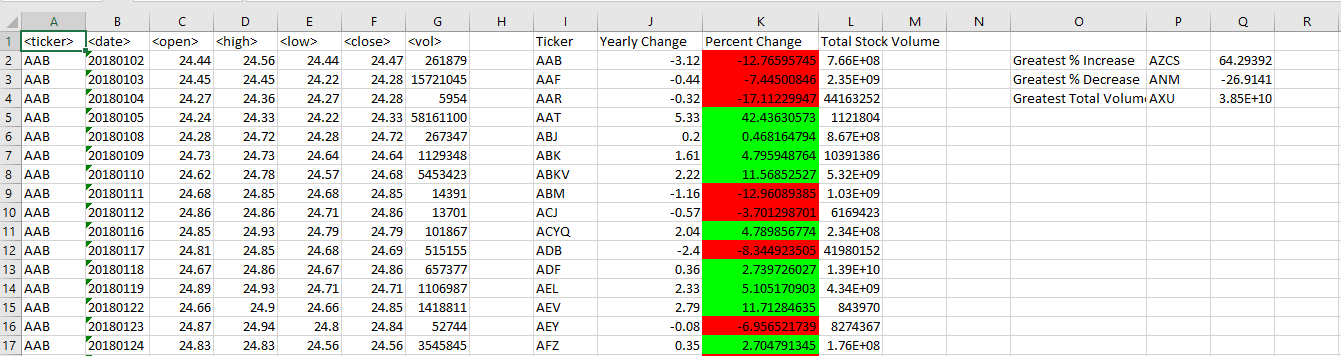 A B C D E F G H I J K L M N O P Q R
1 <ticker> <date> <open> <high> <low> <close> <vol> Ticker Yearly Change Percent Change Total Stock Volume
2 AAB 20180102 24.44 24.56 24.44 24.47 261879 AAB -3.12 -12.76595745 7.66E+08 Greatest % Increase AZCS 64.29392
3 AAB 20180103 24.45 24.45 24.22 24.28 15721045 AAF -0.44 -7.44500846 2.35E+09 Greatest % Decrease ANM -26.9141
4 AAB 20180104 24.27 24.36 24.27 24.28 5954 AAR -0.32 -17.11229947 44163252 Greatest Total Volum AXU 3.85E+10
5 AAB 20180105 24.24 24.33 24.22 24.33 58161100 AAT 5.33 42.43630573 1121804
6 AAB 20180108 24.28 24.72 24.28 24.72 267347 ABJ 0.2 0.468164794 8.67E+08
7 AAB 20180109 24.73 24.73 24.64 24.64 1129348 ABK 1.61 4.795948764 10391386
8 AAB 20180110 24.62 24.78 24.57 24.68 5453423 ABKV 2.22 11.56852527 5.32E+09
9 AAB 20180111 24.68 24.85 24.68 24.85 14391 ABM -1.16 -12.96089385 1.03E+09
10 AAB 20180112 24.86 24.86 24.71 24.86 13701 ACJ -0.57 -3.701298701 6169423
11 AAB 20180116 24.85 24.93 24.79 24.79 101867 ACYQ 2.04 4.789856774 2.34E+08
12 AAB 20180117 24.81 24.85 24.68 24.69 515155 ADB -2.4 -8.344923505 41980152
13 AAB 20180118 24.67 24.86 24.67 24.86 657377 ADF 0.36 2.739726027 1.39E+10
14 AAB 20180119 24.89 24.93 24.71 24.71 1106987 AEL 2.33 5.105170903 4.34E+09
15 AAB 20180122 24.66 24.9 24.66 24.85 1418811 AEV 2.79 11.71284635 843970
16 AAB 20180123 24.87 24.94 24.8 24.84 52744 AEY -0.08 -6.956521739 8274367
17 AAB 20180124 24.83 24.83 24.56 24.56 3545845 AFZ 0.35 2.704791345 1.76E+08